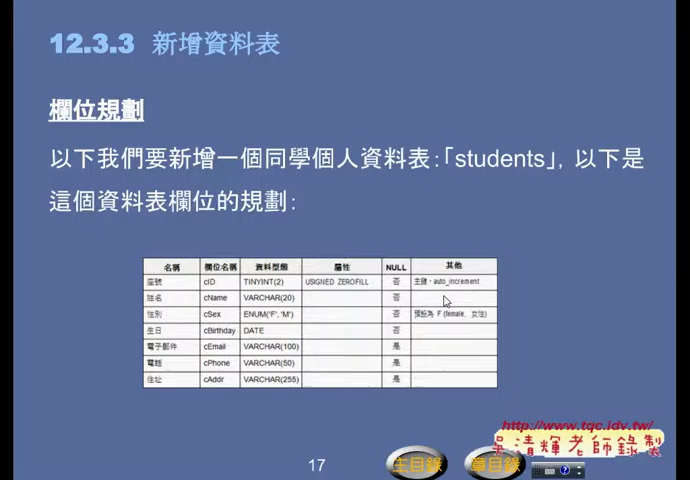 12.3.3 新增資料表
欄位規劃
以下我們要新增一個同學個人資料表:「students」, 以下是
這個資料表欄位的規劃:
名稱 欄位名稱 資料型態 屬性 NULL 其他
座號 cID TINYINT(2) USIGNED ZEROFILL 否 主鍵，auto_increment
姓名 cName VARCHAR(20) 否
性別 cSex ENUM('F', 'M') 否 預設為 F (female, 女性)
生日 cBirthday DATE 否
電子郵件 cEmail VARCHAR(100) 是
電話 cPhone VARCHAR(50) 是
住址 cAddr VARCHAR(255) 是
http://www.tqc.idv.tw/
吳清輝老師錄製
17 主目錄 章目錄